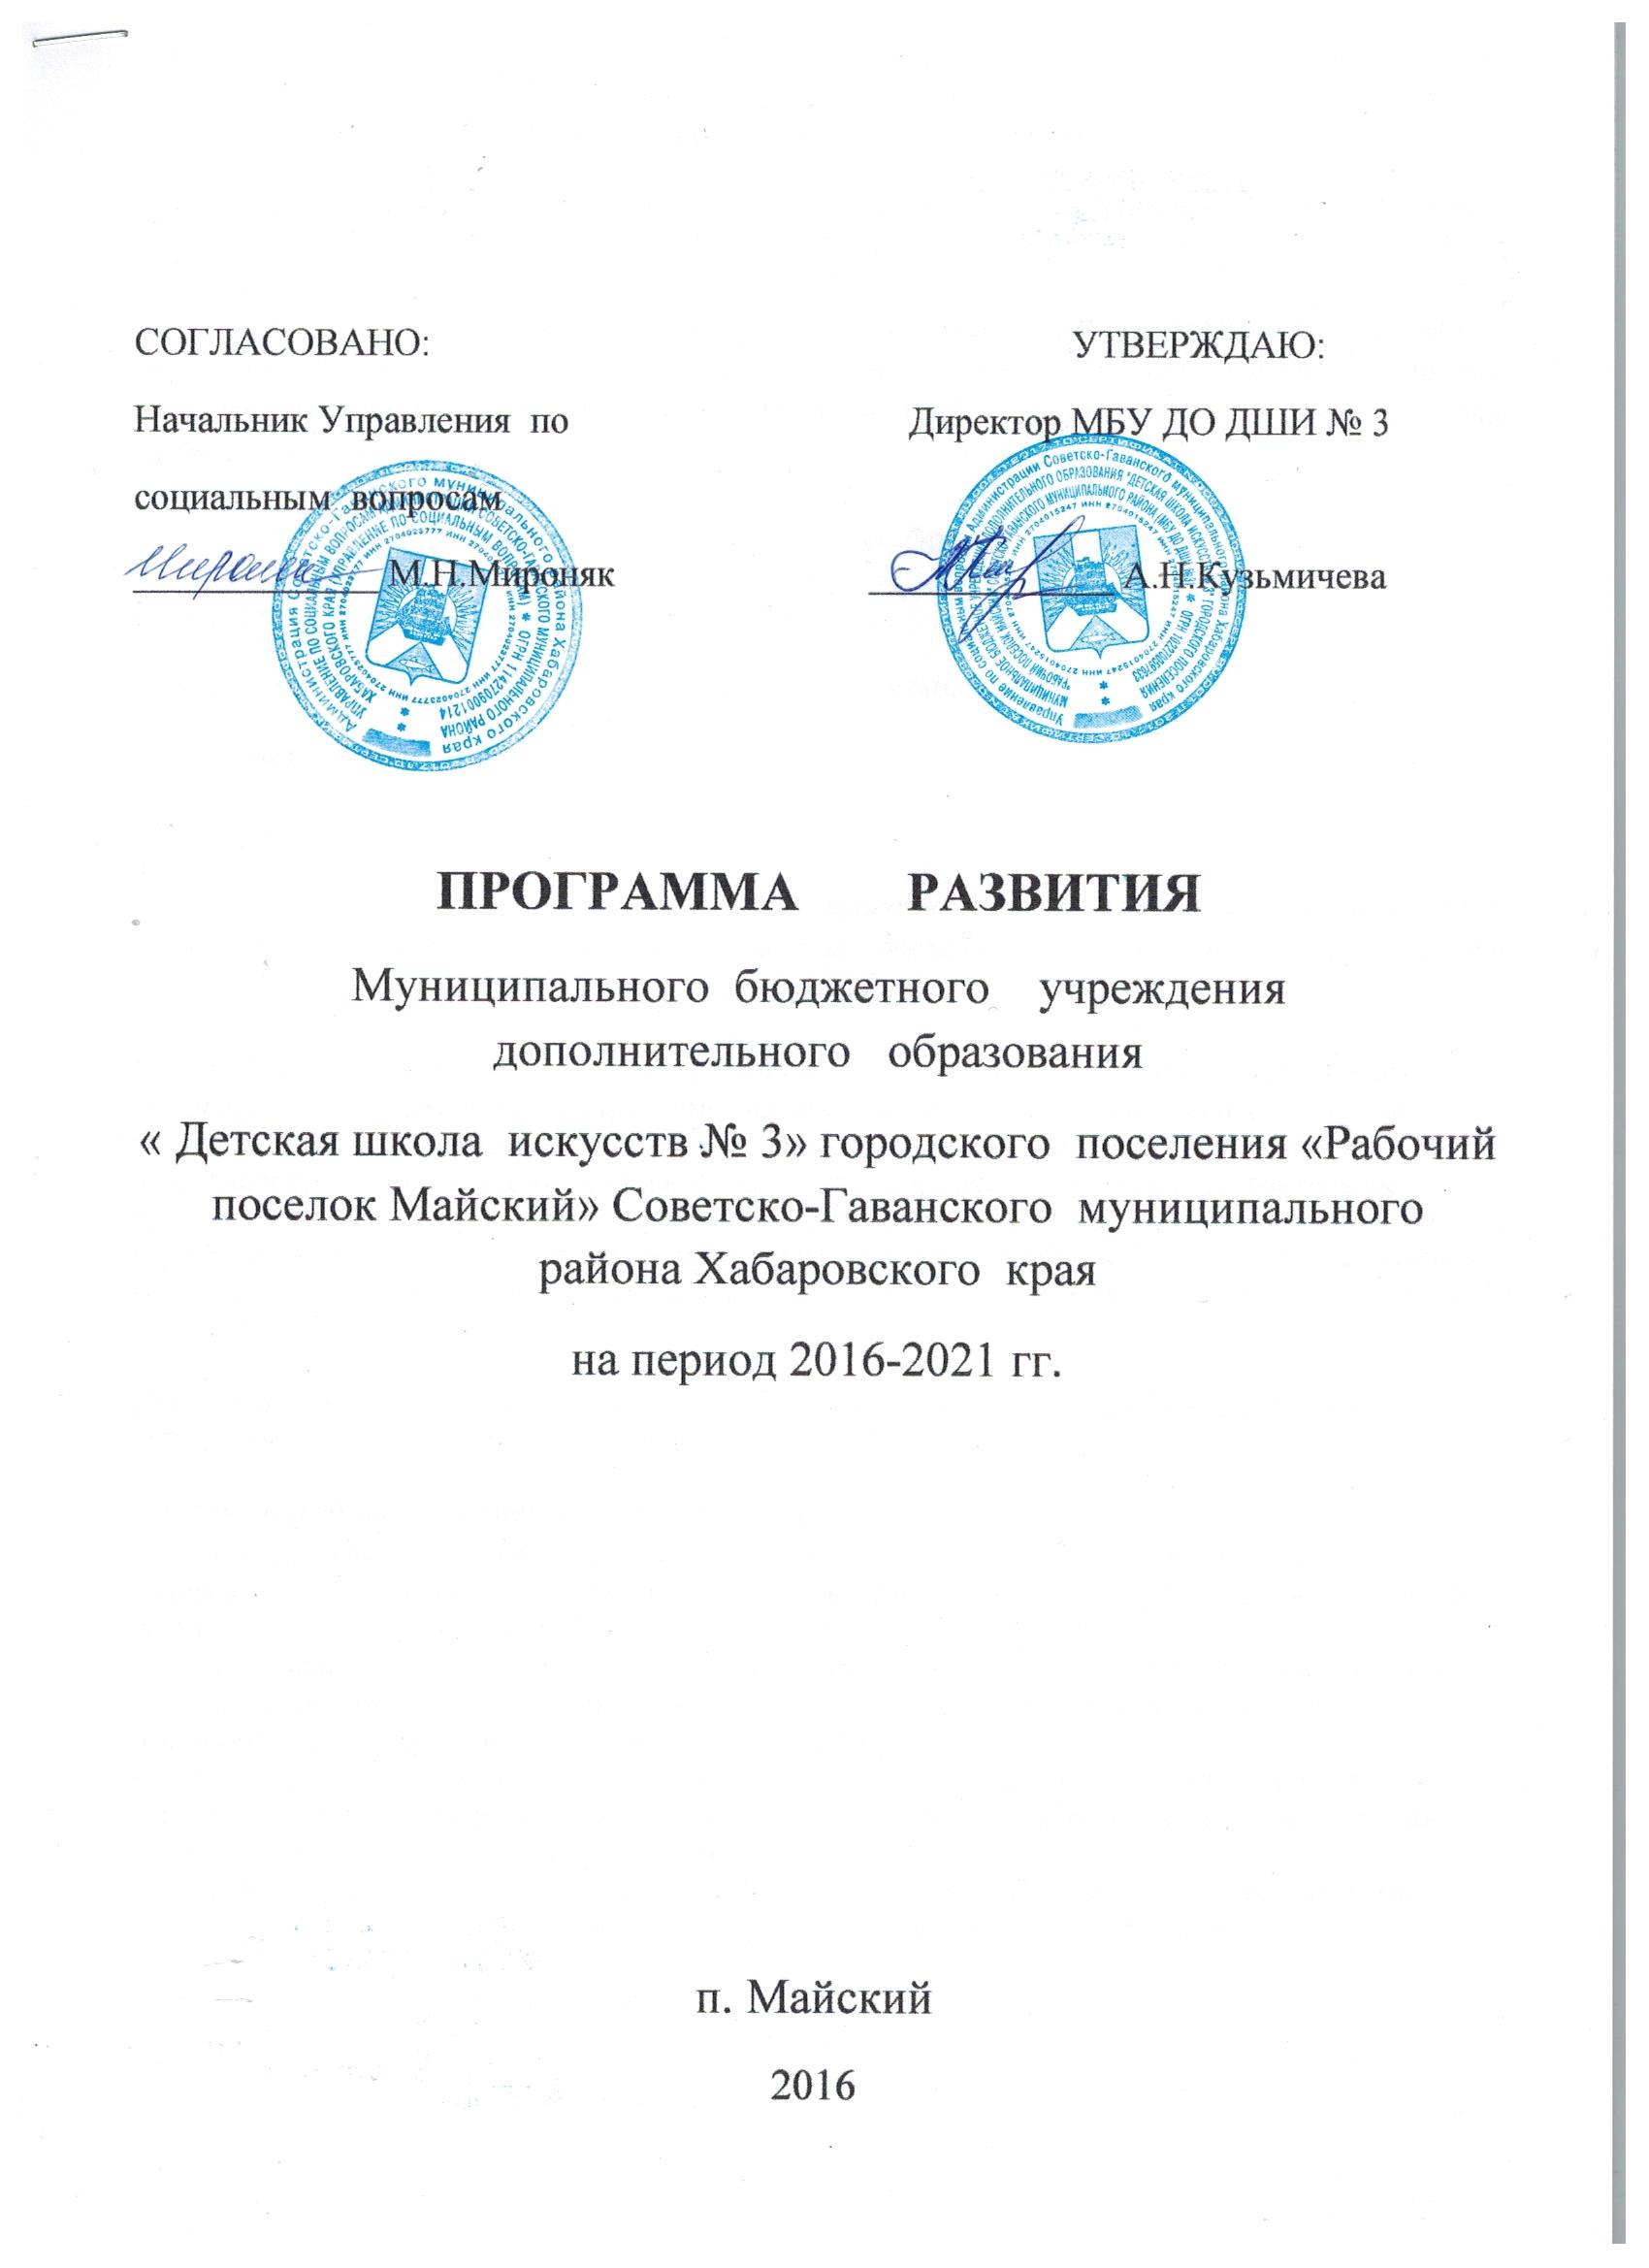 СОГЛАСОВАНО:
УТВЕРЖДАЮ:
Начальник Управления по
Директор МБУ ДО ДШИ № 3
социальным вопросам
М.Н.Мироняк
А.Н.Кузьмичева
ПРОГРАММА РАЗВИТИЯ
Муниципального бюджетного учреждения
дополнительного образования
« Детская школа искусств № 3» городского поселения «Рабочий
поселок Майский» Советско-Гаванского муниципального
района Хабаровского края
на период 2016-2021 гг.
п. Майский
2016